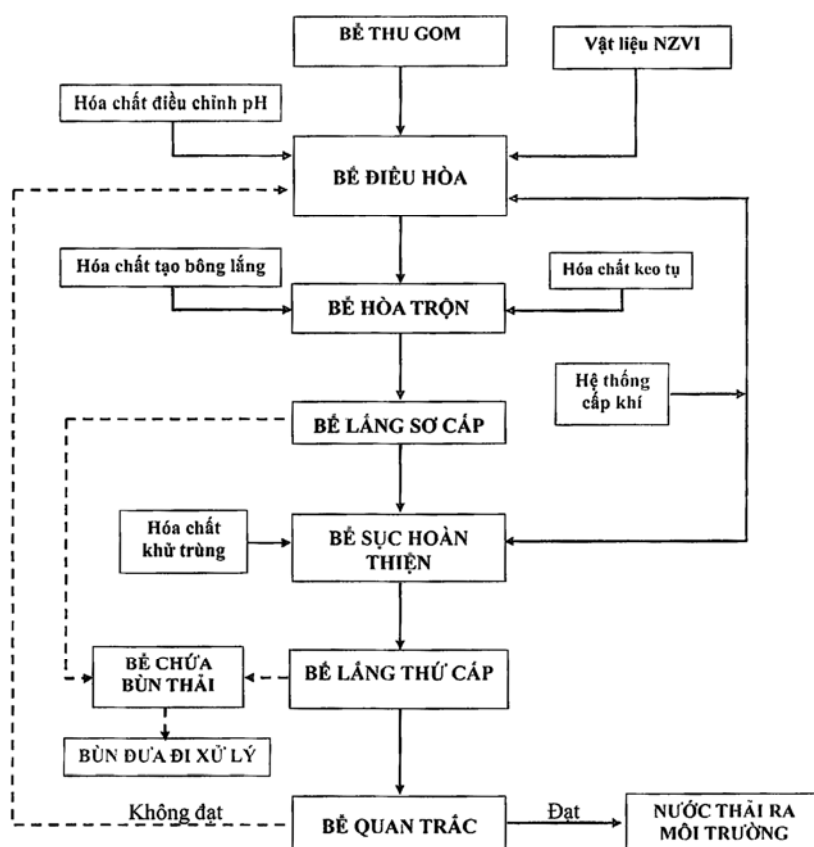 BỂ THU GOM
Vật liệu NZVI
Hóa chất điều chỉnh pH
BỂ ĐIỀU HÒA
Hóa chất tạo bông lắng
Hóa chất keo tụ
BỂ HÒA TRỘN
Hệ thống
cấp khí
BỂ LẮNG SƠ CẤP
Hóa chất
khử trùng
BỂ SỤC HOÀN
THIỆN
BỂ CHỨA
BÙN THẢI
BỂ LẮNG THỨ CẤP
BÙN ĐƯA ĐI XỬ LÝ
Không đạt
BỂ QUAN TRẮC
Đạt
NƯỚC THẢI RA
MÔI TRƯỜNG